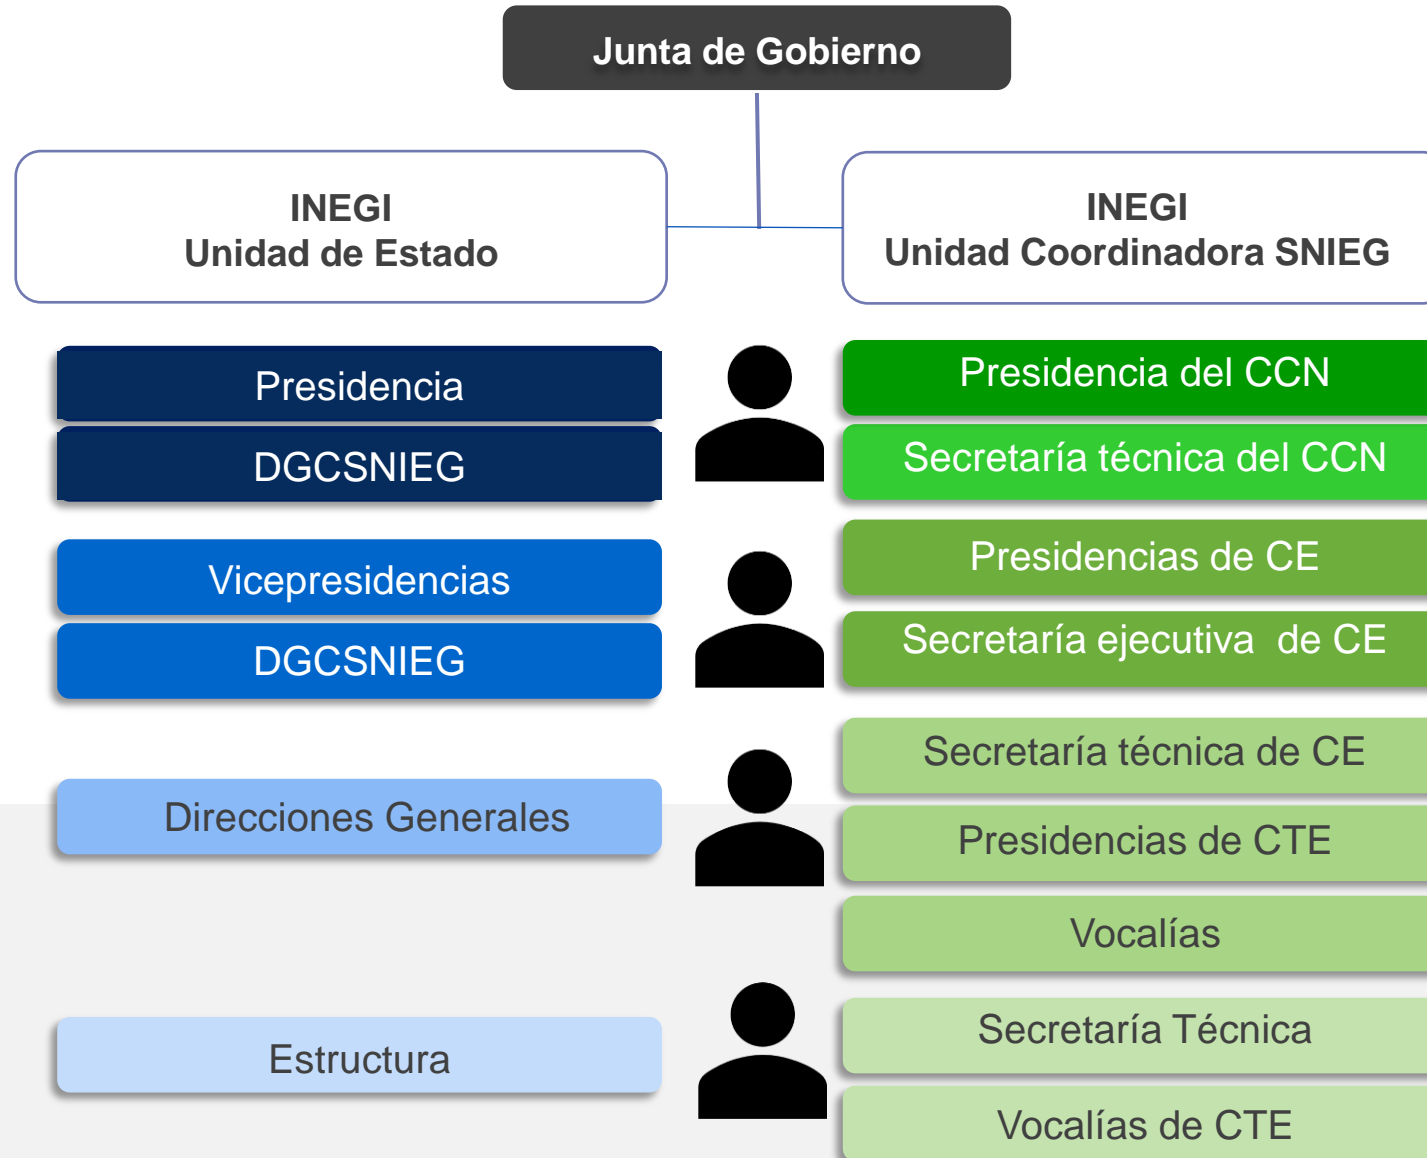 Junta de Gobierno
INEGI
Unidad de Estado
INEGI
Unidad Coordinadora SNIEG
Presidencia
DGCSNIEG
Presidencia del CCN
Secretaría técnica del CCN
Vicepresidencias
DGCSNIEG
Presidencias de CE
Secretaría ejecutiva  de CE
Direcciones Generales
Secretaría técnica de CE
Presidencias de CTE
Vocalías
Estructura
Secretaría Técnica
Vocalías de CTE